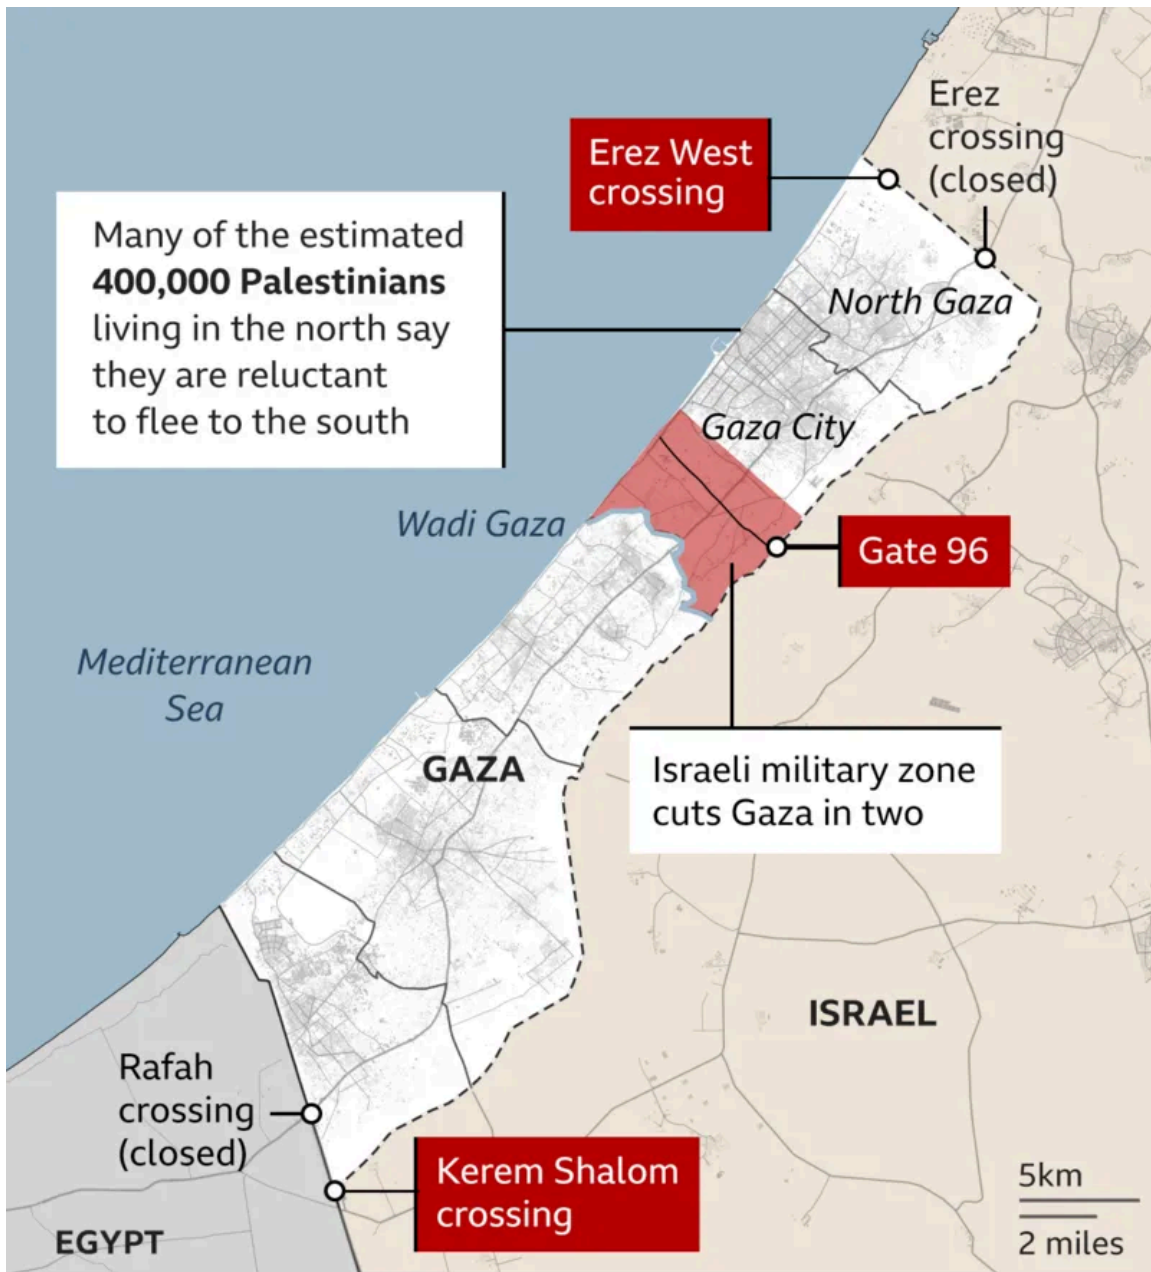 Erez
crossing
(closed)
Erez West
crossing
Many of the estimated
400,000 Palestinians
living in the north say
they are reluctant
to flee to the south
North Gaza
Gaza City
Wadi Gaza
Gate 96
Mediterranean
Sea
GAZA
Israeli military zone
cuts Gaza in two
ISRAEL
Rafah
crossing
(closed)
Kerem Shalom
crossing
EGYPT
5km
2 miles